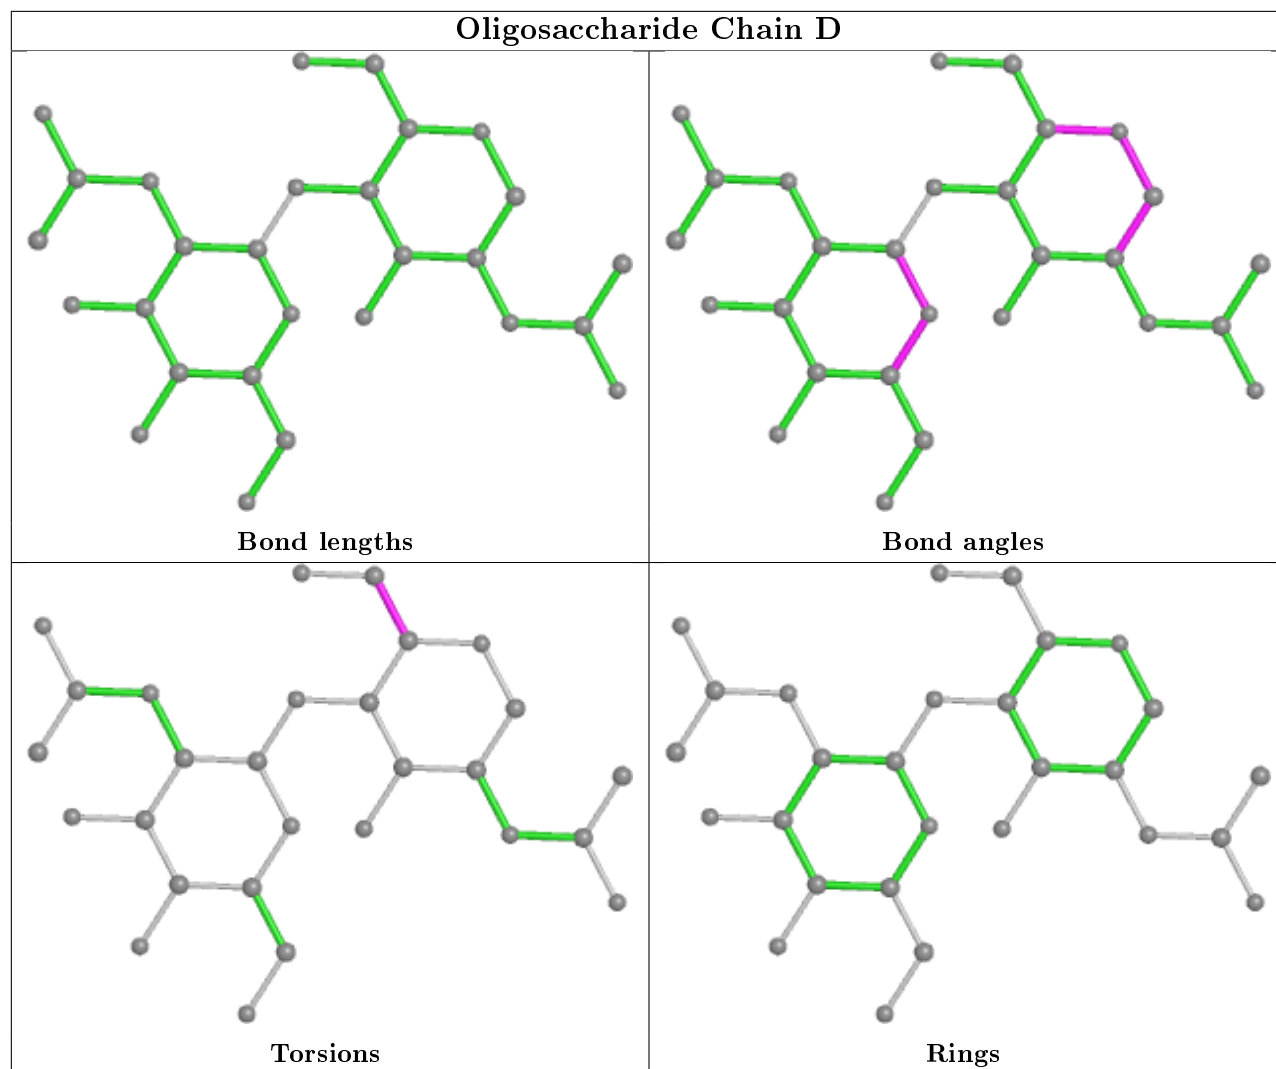 Oligosaccharide Chain D
Bond lengths
Bond angles
Torsions
Rings